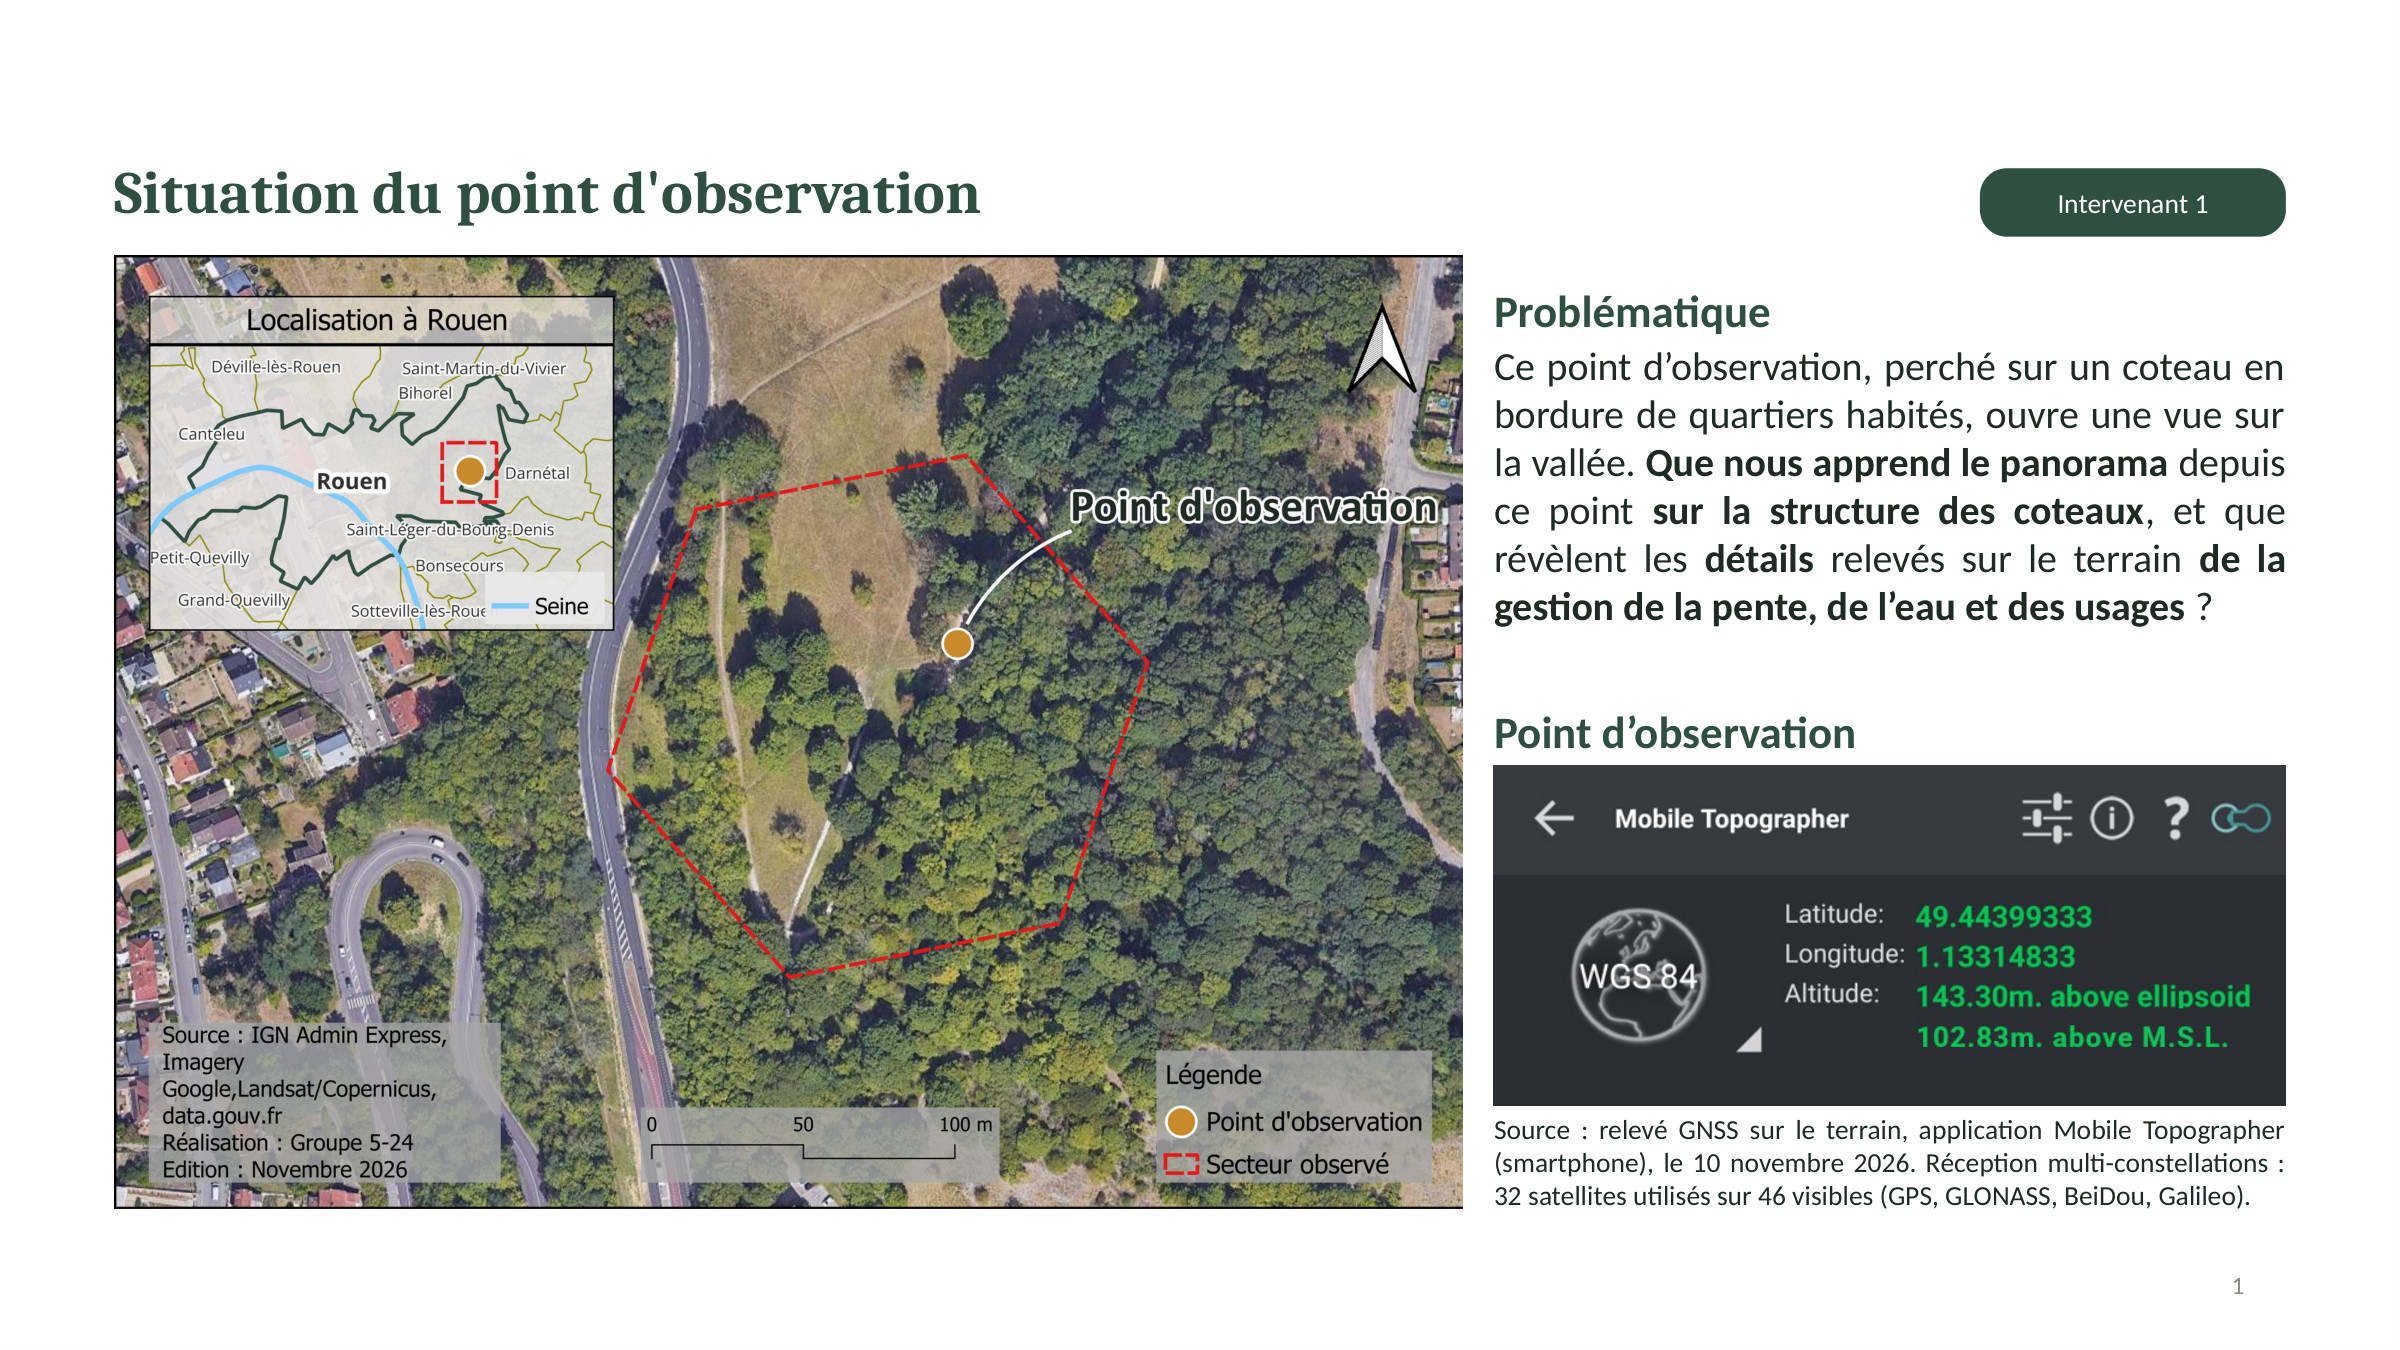 Situation du point d'observation
Intervenant 1
Localisation à Rouen
Déville-lès-Rouen
Saint-Martin-du-Vivier
Bihorel
Canteleu
Rouen
Darnétal
Saint-Léger-du-Bourg-Denis
Petit-Quevilly
Bonsecours
Grand-Quevilly
Sotteville-lès-Roue
Seine
Point d'observation
Source : IGN Admin Express,
Imagery
Google,Landsat/Copernicus,
data.gouv.fr
Réalisation : Groupe 5-24
Edition : Novembre 2026
0 50 100 m
Légende
Point d'observation
Secteur observé
Problématique
Ce point d’observation, perché sur un coteau en
bordure de quartiers habités, ouvre une vue sur
la vallée. Que nous apprend le panorama depuis
ce point sur la structure des coteaux, et que
révèlent les détails relevés sur le terrain de la
gestion de la pente, de l’eau et des usages ?
Point d’observation
Mobile Topographer
WGS 84
Latitude: 49.44399333
Longitude: 1.13314833
Altitude: 143.30m. above ellipsoid
102.83m. above M.S.L.
Source : relevé GNSS sur le terrain, application Mobile Topographer
(smartphone), le 10 novembre 2026. Réception multi-constellations :
32 satellites utilisés sur 46 visibles (GPS, GLONASS, BeiDou, Galileo).
1